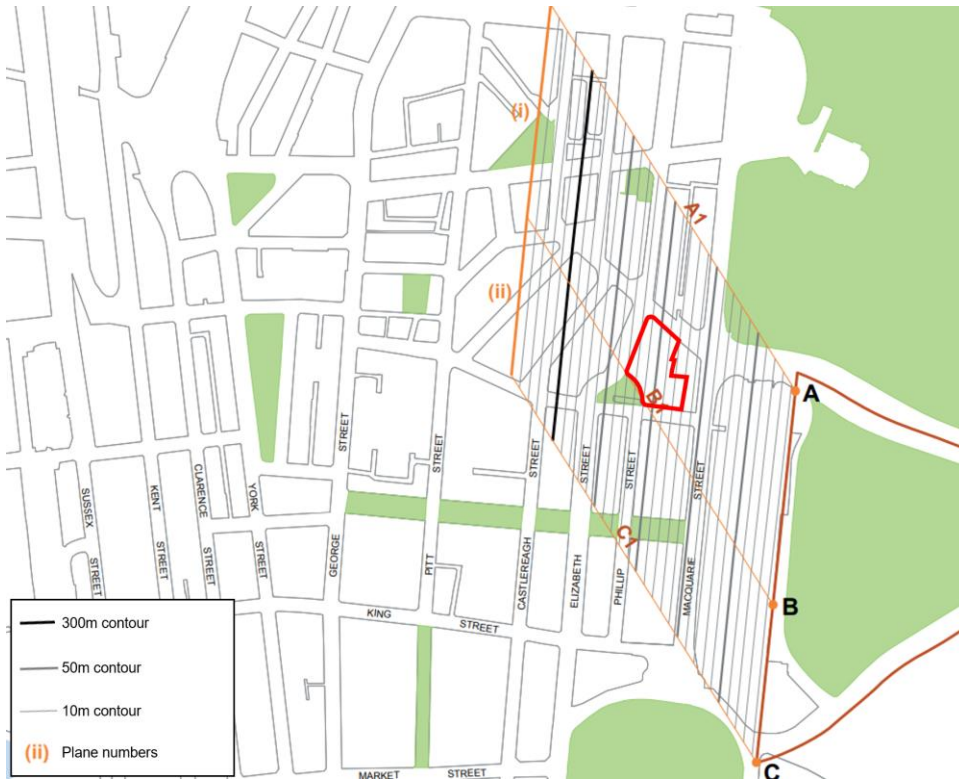 (i)
A1
(ii)
B1
A
STREET
STREET
STREET
STREET
STREET
STREET
C1
SUSSEX
STREET
KENT
STREET
CLARENCE
STREET
YORK
STREET
GEORGE
PITT
CASTLEREAGH
ELIZABETH
PHILLIP
MACQUARIE
B
KING
STREET
300m contour
50m contour
10m contour
(ii) Plane numbers
MARKET
STREET
C